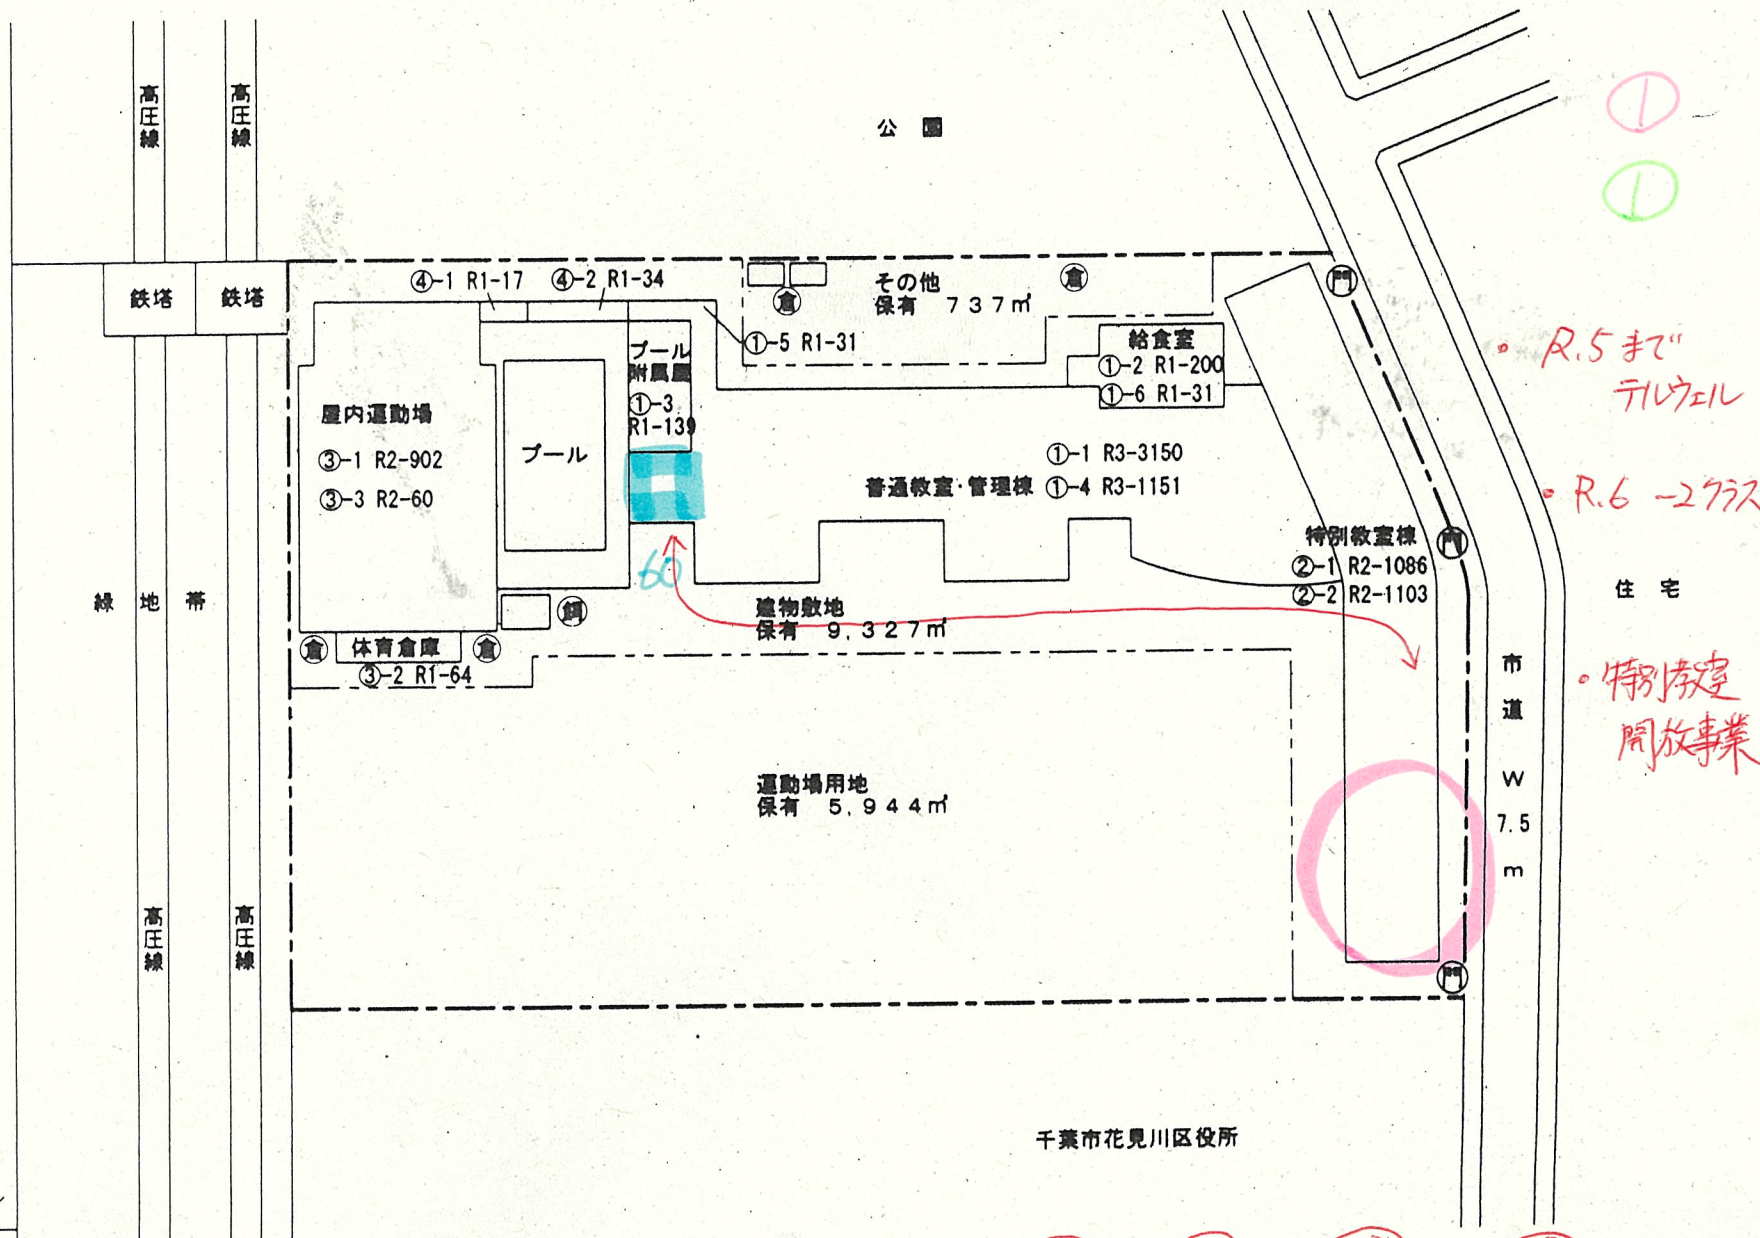 高圧線
高圧線
公園
①
①
鉄塔
鉄塔
④-1 R1-17
④-2 R1-34
倉
その他
保有 737㎡
倉
門
①-5 R1-31
プール
附属屋
①-3
R1-139
給食室
①-2 R1-200
①-6 R1-31
・R.5まで
テルウェル
屋内運動場
③-1 R2-902
③-3 R2-60
プール
①-1 R3-3150
普通教室・管理棟 ①-4 R3-1151
・R.6 -2クラス
特別教室棟
門
②-1 R2-1086
②-2 R2-1103
60
緑地帯
建物敷地
保有 9,327㎡
飼
倉
体育倉庫
倉
③-2 R1-64
住宅
・特別教室
開放事業
市道 W 7.5 m
運動場用地
保有 5,944㎡
高圧線
高圧線
門
千葉市花見川区役所